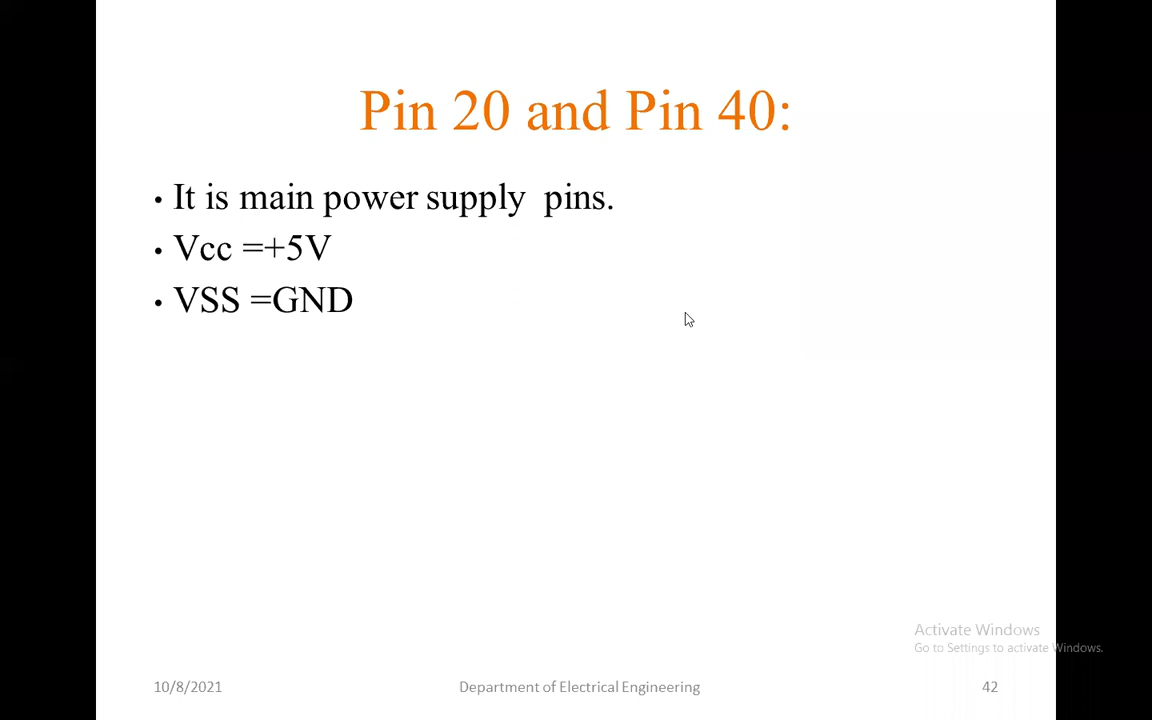 Pin 20 and Pin 40:
• It is main power supply pins.
• Vcc =+5V
• VSS =GND
Activate Windows
Go to Settings to activate Windows.
10/8/2021 Department of Electrical Engineering 42